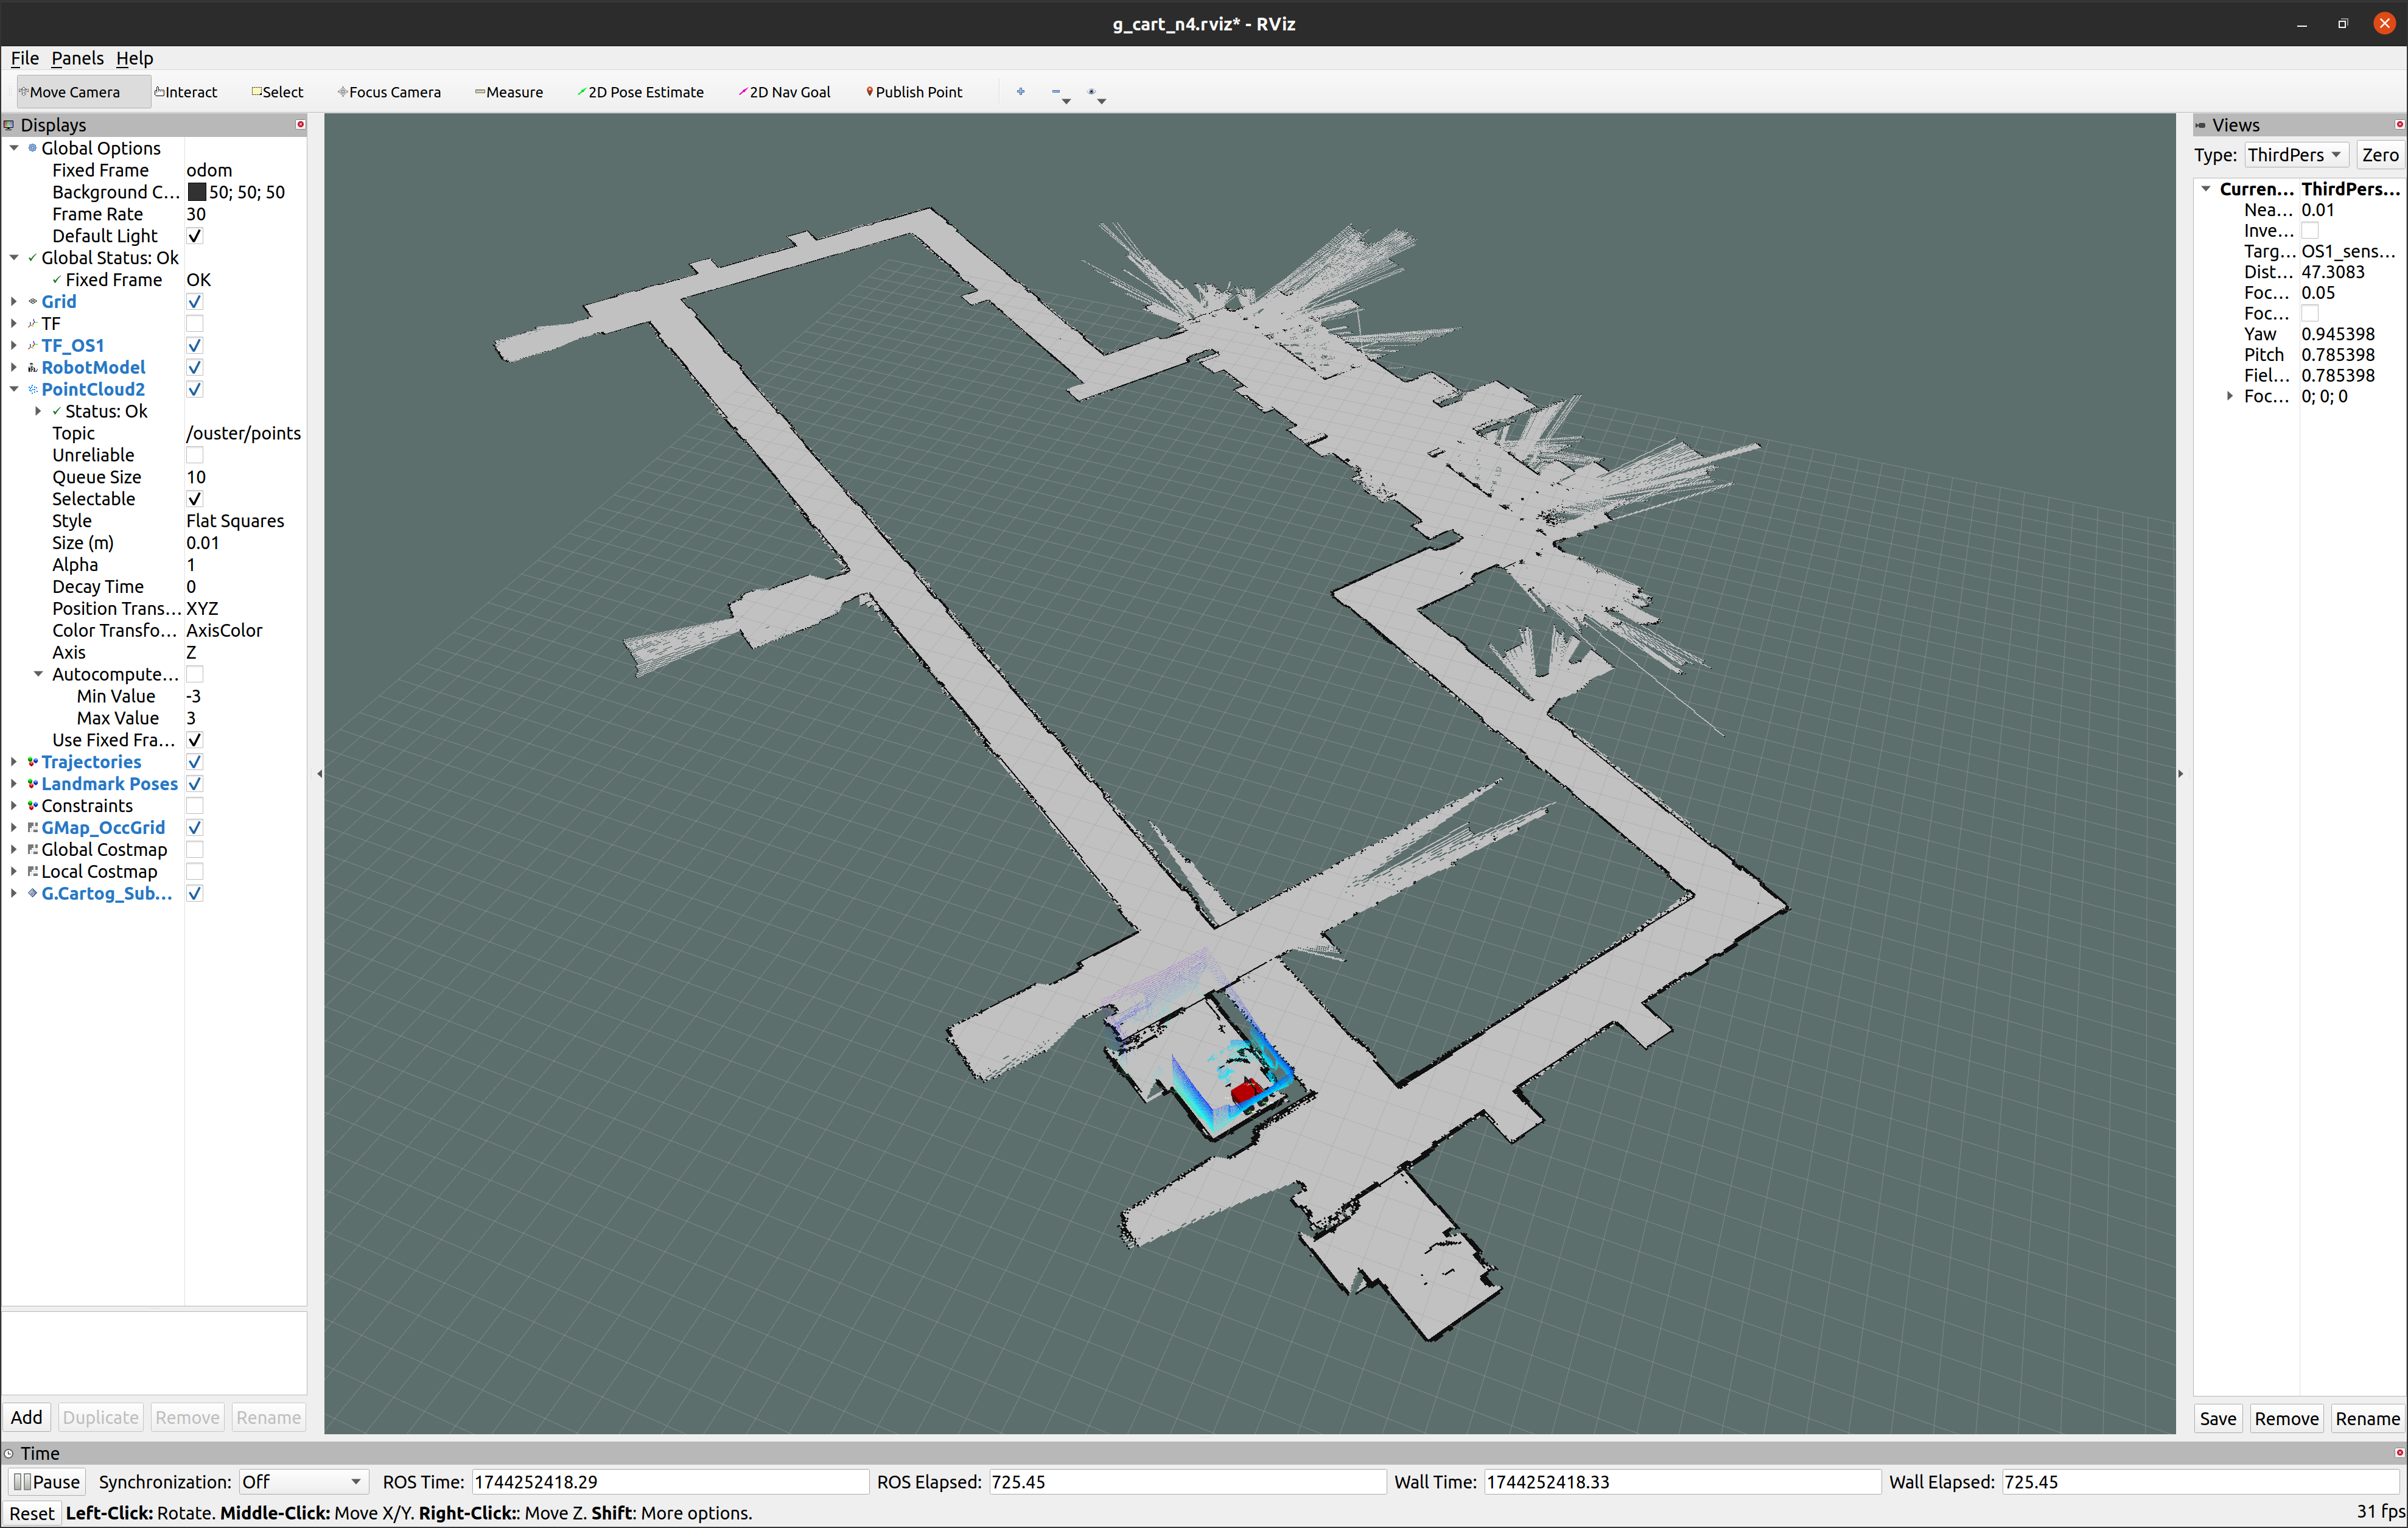 g_cart_n4.rviz* - RViz
File Panels Help
Move Camera Interact Select Focus Camera Measure 2D Pose Estimate 2D Nav Goal Publish Point
Displays
Global Options
Fixed Frame odom
Background C... 50; 50; 50
Frame Rate 30
Default Light
Global Status: Ok
Fixed Frame OK
Grid
TF
TF_OS1
RobotModel
PointCloud2
Status: Ok
Topic /ouster/points
Unreliable
Queue Size 10
Selectable
Style Flat Squares
Size (m) 0.01
Alpha 1
Decay Time 0
Position Trans... XYZ
Color Transfo... AxisColor
Axis Z
Autocompute...
Min Value -3
Max Value 3
Use Fixed Fra...
Trajectories
Landmark Poses
Constraints
GMap_OccGrid
Global Costmap
Local Costmap
G.Cartog_Sub...
Add Duplicate Remove Rename
Views
Type: ThirdPers Zero
Curren... ThirdPers...
Nea... 0.01
Inve...
Targ... OS1_sens...
Dist... 47.3083
Foc... 0.05
Foc...
Yaw 0.945398
Pitch 0.785398
Fiel... 0.785398
Foc... 0; 0; 0
Save Remove Rename
Time
Pause Synchronization: Off ROS Time: 1744252418.29 ROS Elapsed: 725.45 Wall Time: 1744252418.33 Wall Elapsed: 725.45
Reset Left-Click: Rotate. Middle-Click: Move X/Y. Right-Click:: Move Z. Shift: More options. 31 fps